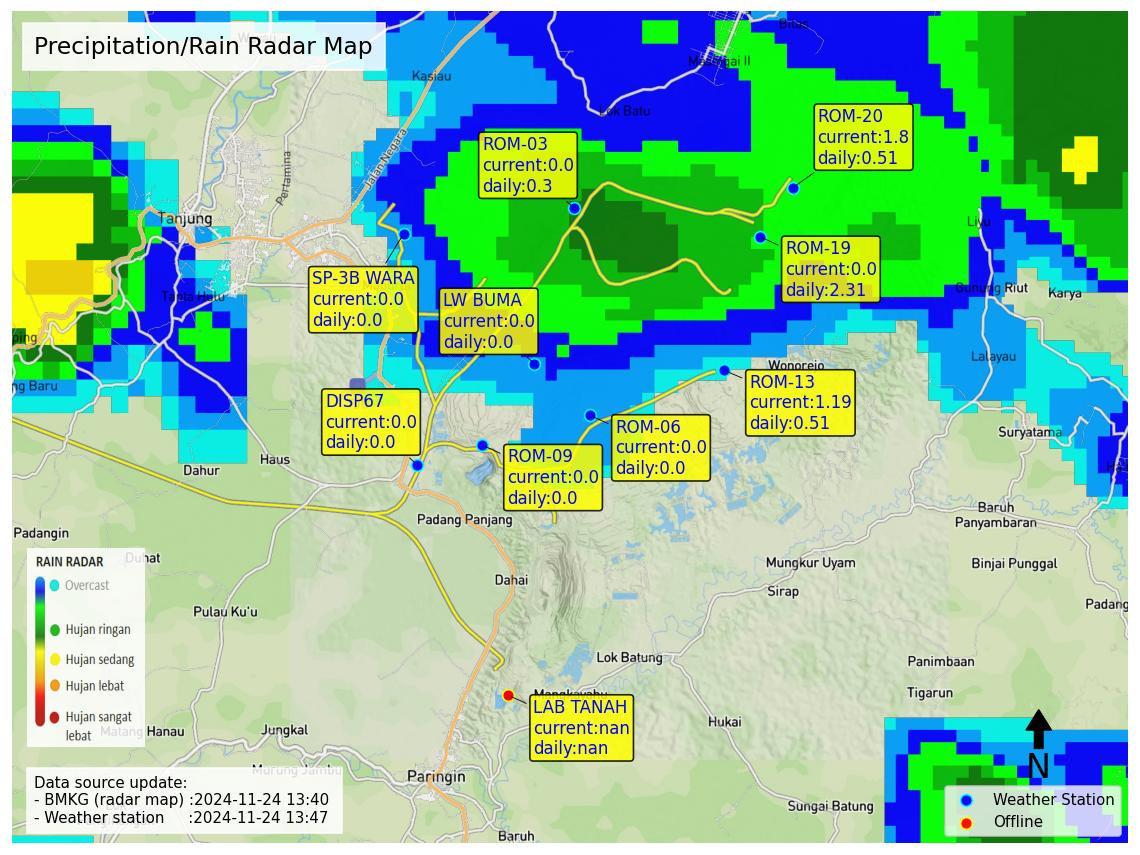 Precipitation/Rain Radar Map
Bitas
Masingai II
Kasiau
Lok Batu
Jalan Negara
Pertamina
ROM-20
current:1.8
daily:0.51
ROM-03
current:0.0
daily:0.3
Tanjung
Liyu
ROM-19
current:0.0
daily:2.31
SP-3B WARA
current:0.0
daily:0.0
LW BUMA
current:0.0
daily:0.0
Tanta Hulu
Gunung Riut
Karya
ping
Lalayau
Wonorejo
ng Baru
ROM-13
current:1.19
daily:0.51
DISP67
current:0.0
daily:0.0
ROM-06
current:0.0
daily:0.0
Suryatama
ROM-09
current:0.0
daily:0.0
Haus
Dahur
Padang Panjang
Baruh
Panyambaran
Padangin
Duhat
Mungkur Uyam
Binjai Punggal
Dahai
Sirap
Padang
Pulau Ku'u
RAIN RADAR
Overcast
Hujan ringan
Hujan sedang
Hujan lebat
Hujan sangat
lebat
Lok Batung
Panimbaan
Tigarun
Mangkayahu
LAB TANAH
current:nan
daily:nan
Hukai
Matang Hanau
Jungkal
Murung Jambu
Paringin
Sungai Batung
Baruh
N
Weather Station
Offline
Data source update:
- BMKG (radar map) :2024-11-24 13:40
- Weather station :2024-11-24 13:47